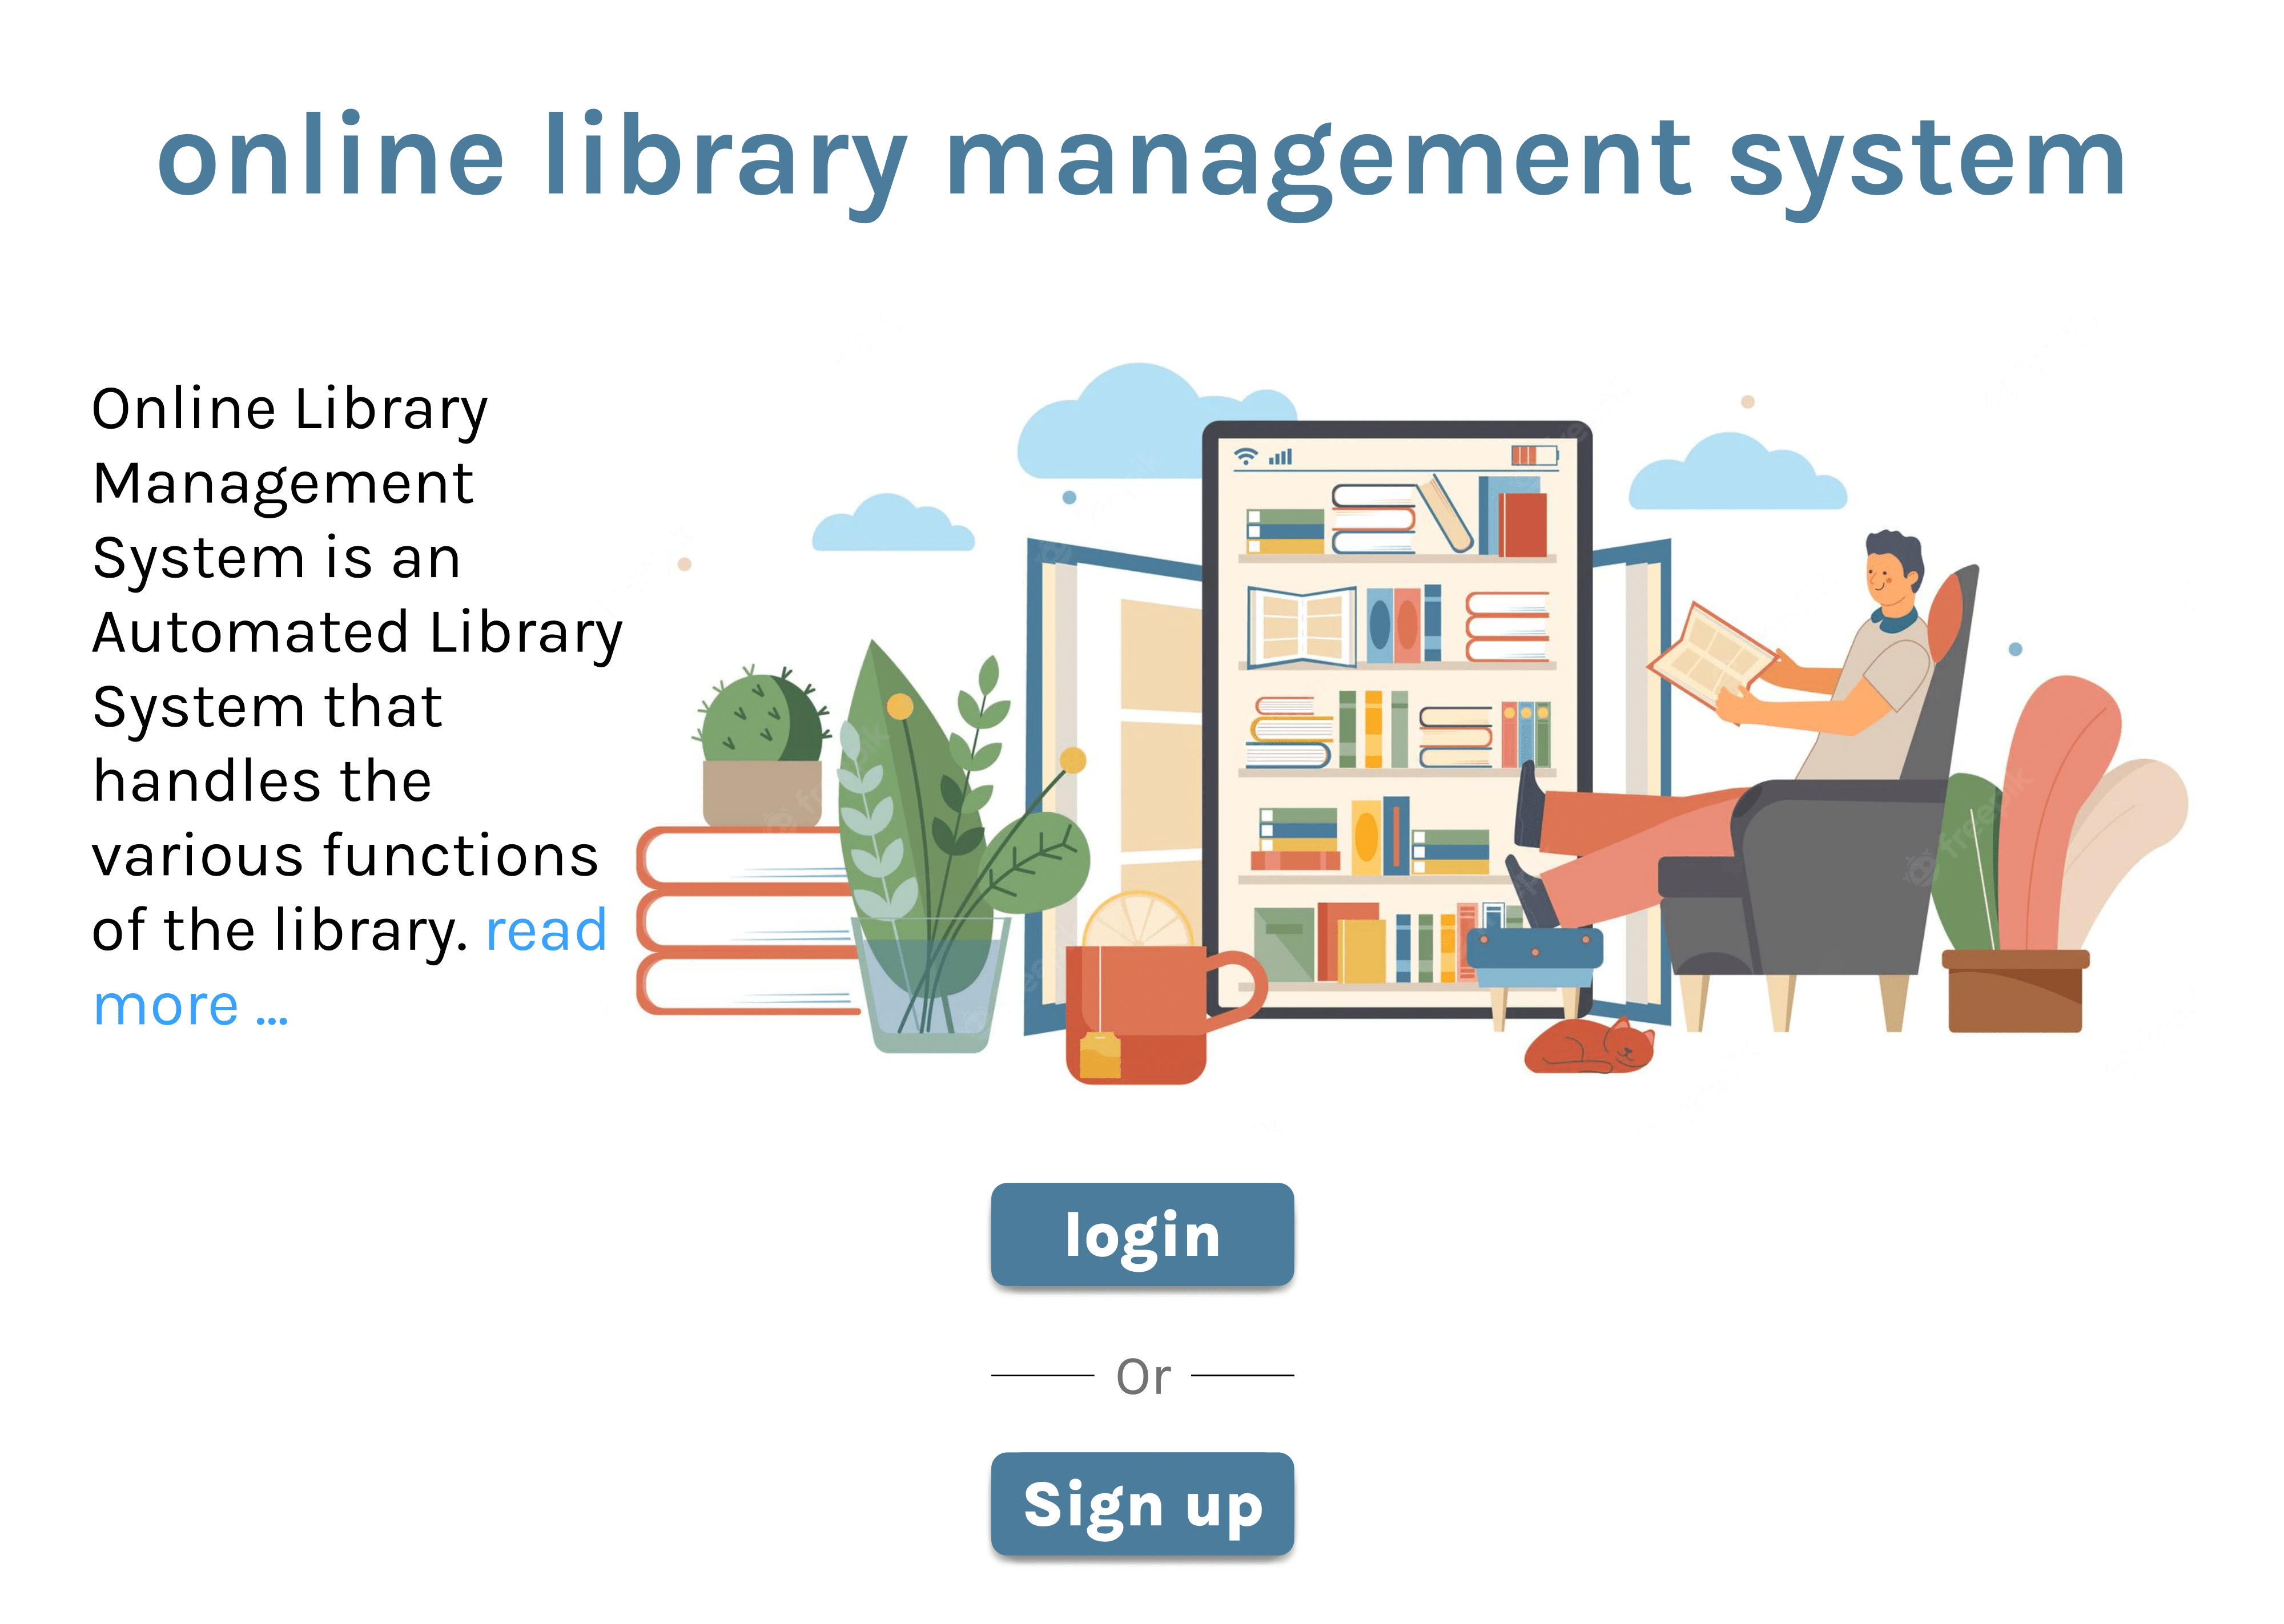 online library management system
Online Library
Management
System is an
Automated Library
System that
handles the
various functions
of the library. read
more ...
freepik
login
Or
Sign up